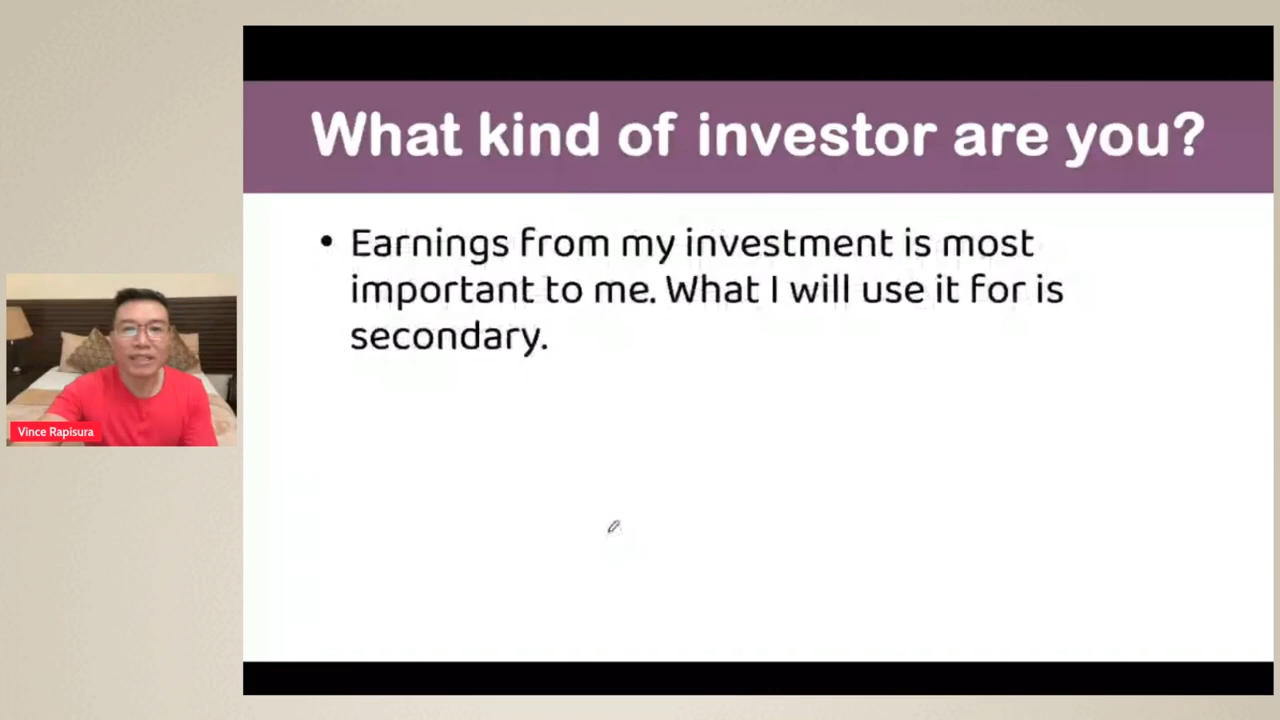 What kind of investor are you?
• Earnings from my investment is most
important to me. What I will use it for is
secondary.
Vince Rapisura